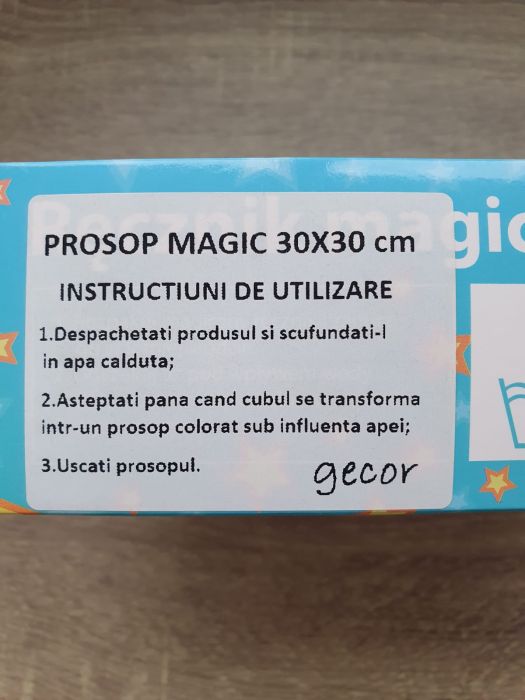 Ręcznik magic
PROSOP MAGIC 30X30 cm
INSTRUCTIUNI DE UTILIZARE
1.Despachetati produsul si scufundati-l
in apa calduta;
2.Asteptati pana cand cubul se transforma
intr-un prosop colorat sub influenta apei;
3.Uscati prosopul.
gecor